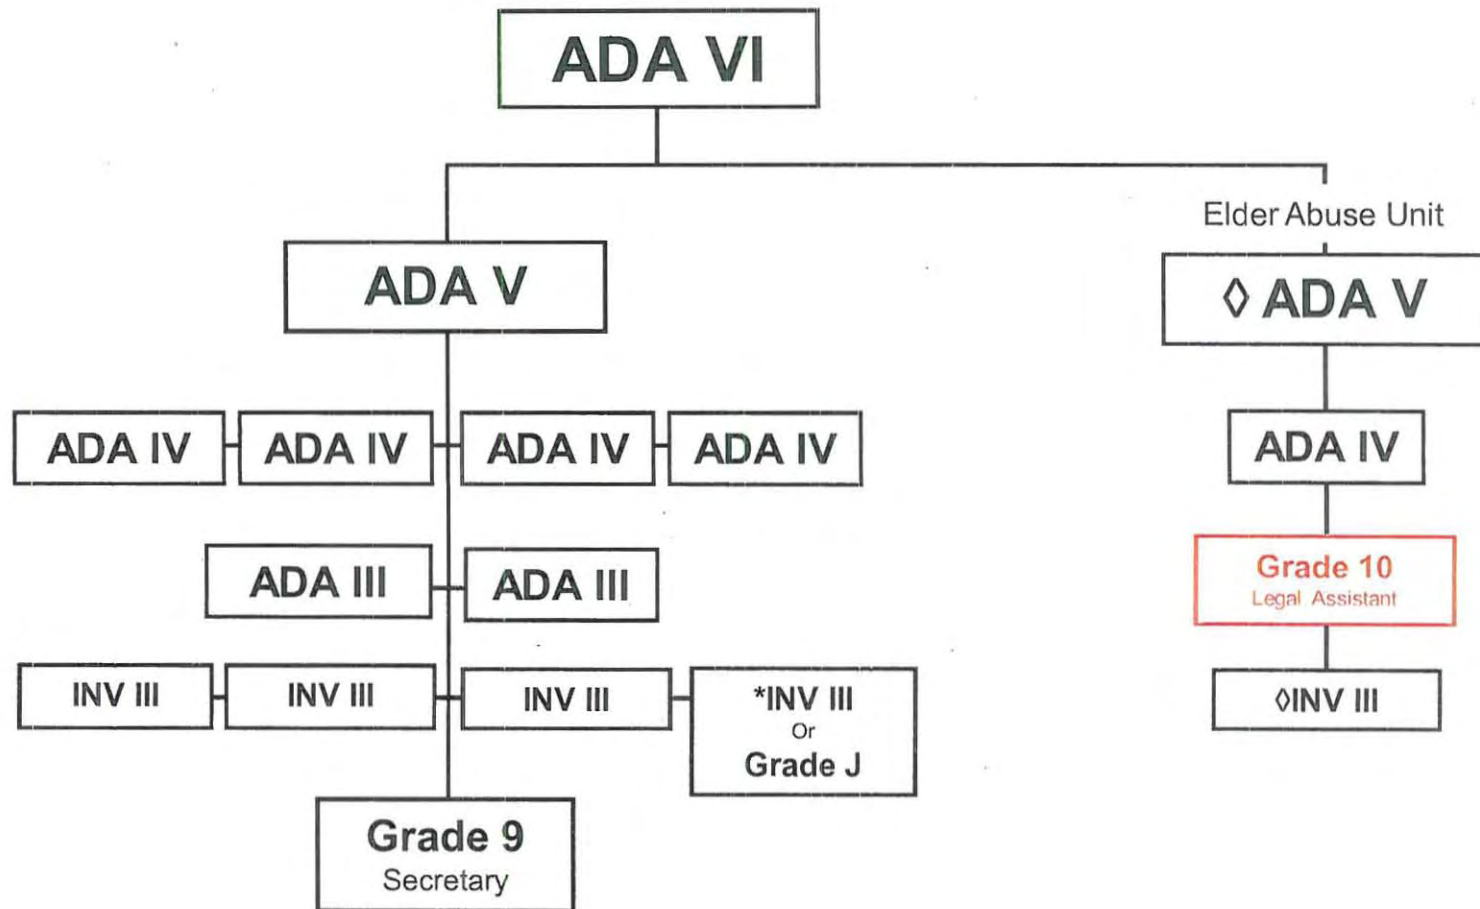 ADA VI
Elder Abuse Unit
ADA V
◊ ADA V
ADA IV
ADA IV
ADA IV
ADA IV
ADA IV
ADA III
ADA III
Grade 10
Legal Assistant
INV III
INV III
INV III
*INV III
Or
Grade J
◊INV III
Grade 9
Secretary